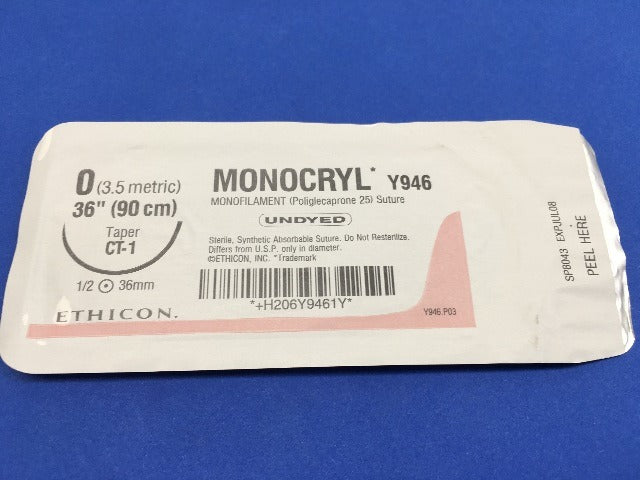 0 (3.5 metric)
36" (90 cm)
Taper
CT-1
1/2 36mm
ETHICON.
MONOCRYL* Y946
MONOFILAMENT (Poliglecaprone 25) Suture
UNDYED
Sterile, Synthetic Absorbable Suture. Do Not Resterilize.
Differs from U.S.P. only in diameter.
©ETHICON, INC. *Trademark
*+H206Y9461Y*
Y946.P03
SP8043 EXPJUL08
PEEL HERE